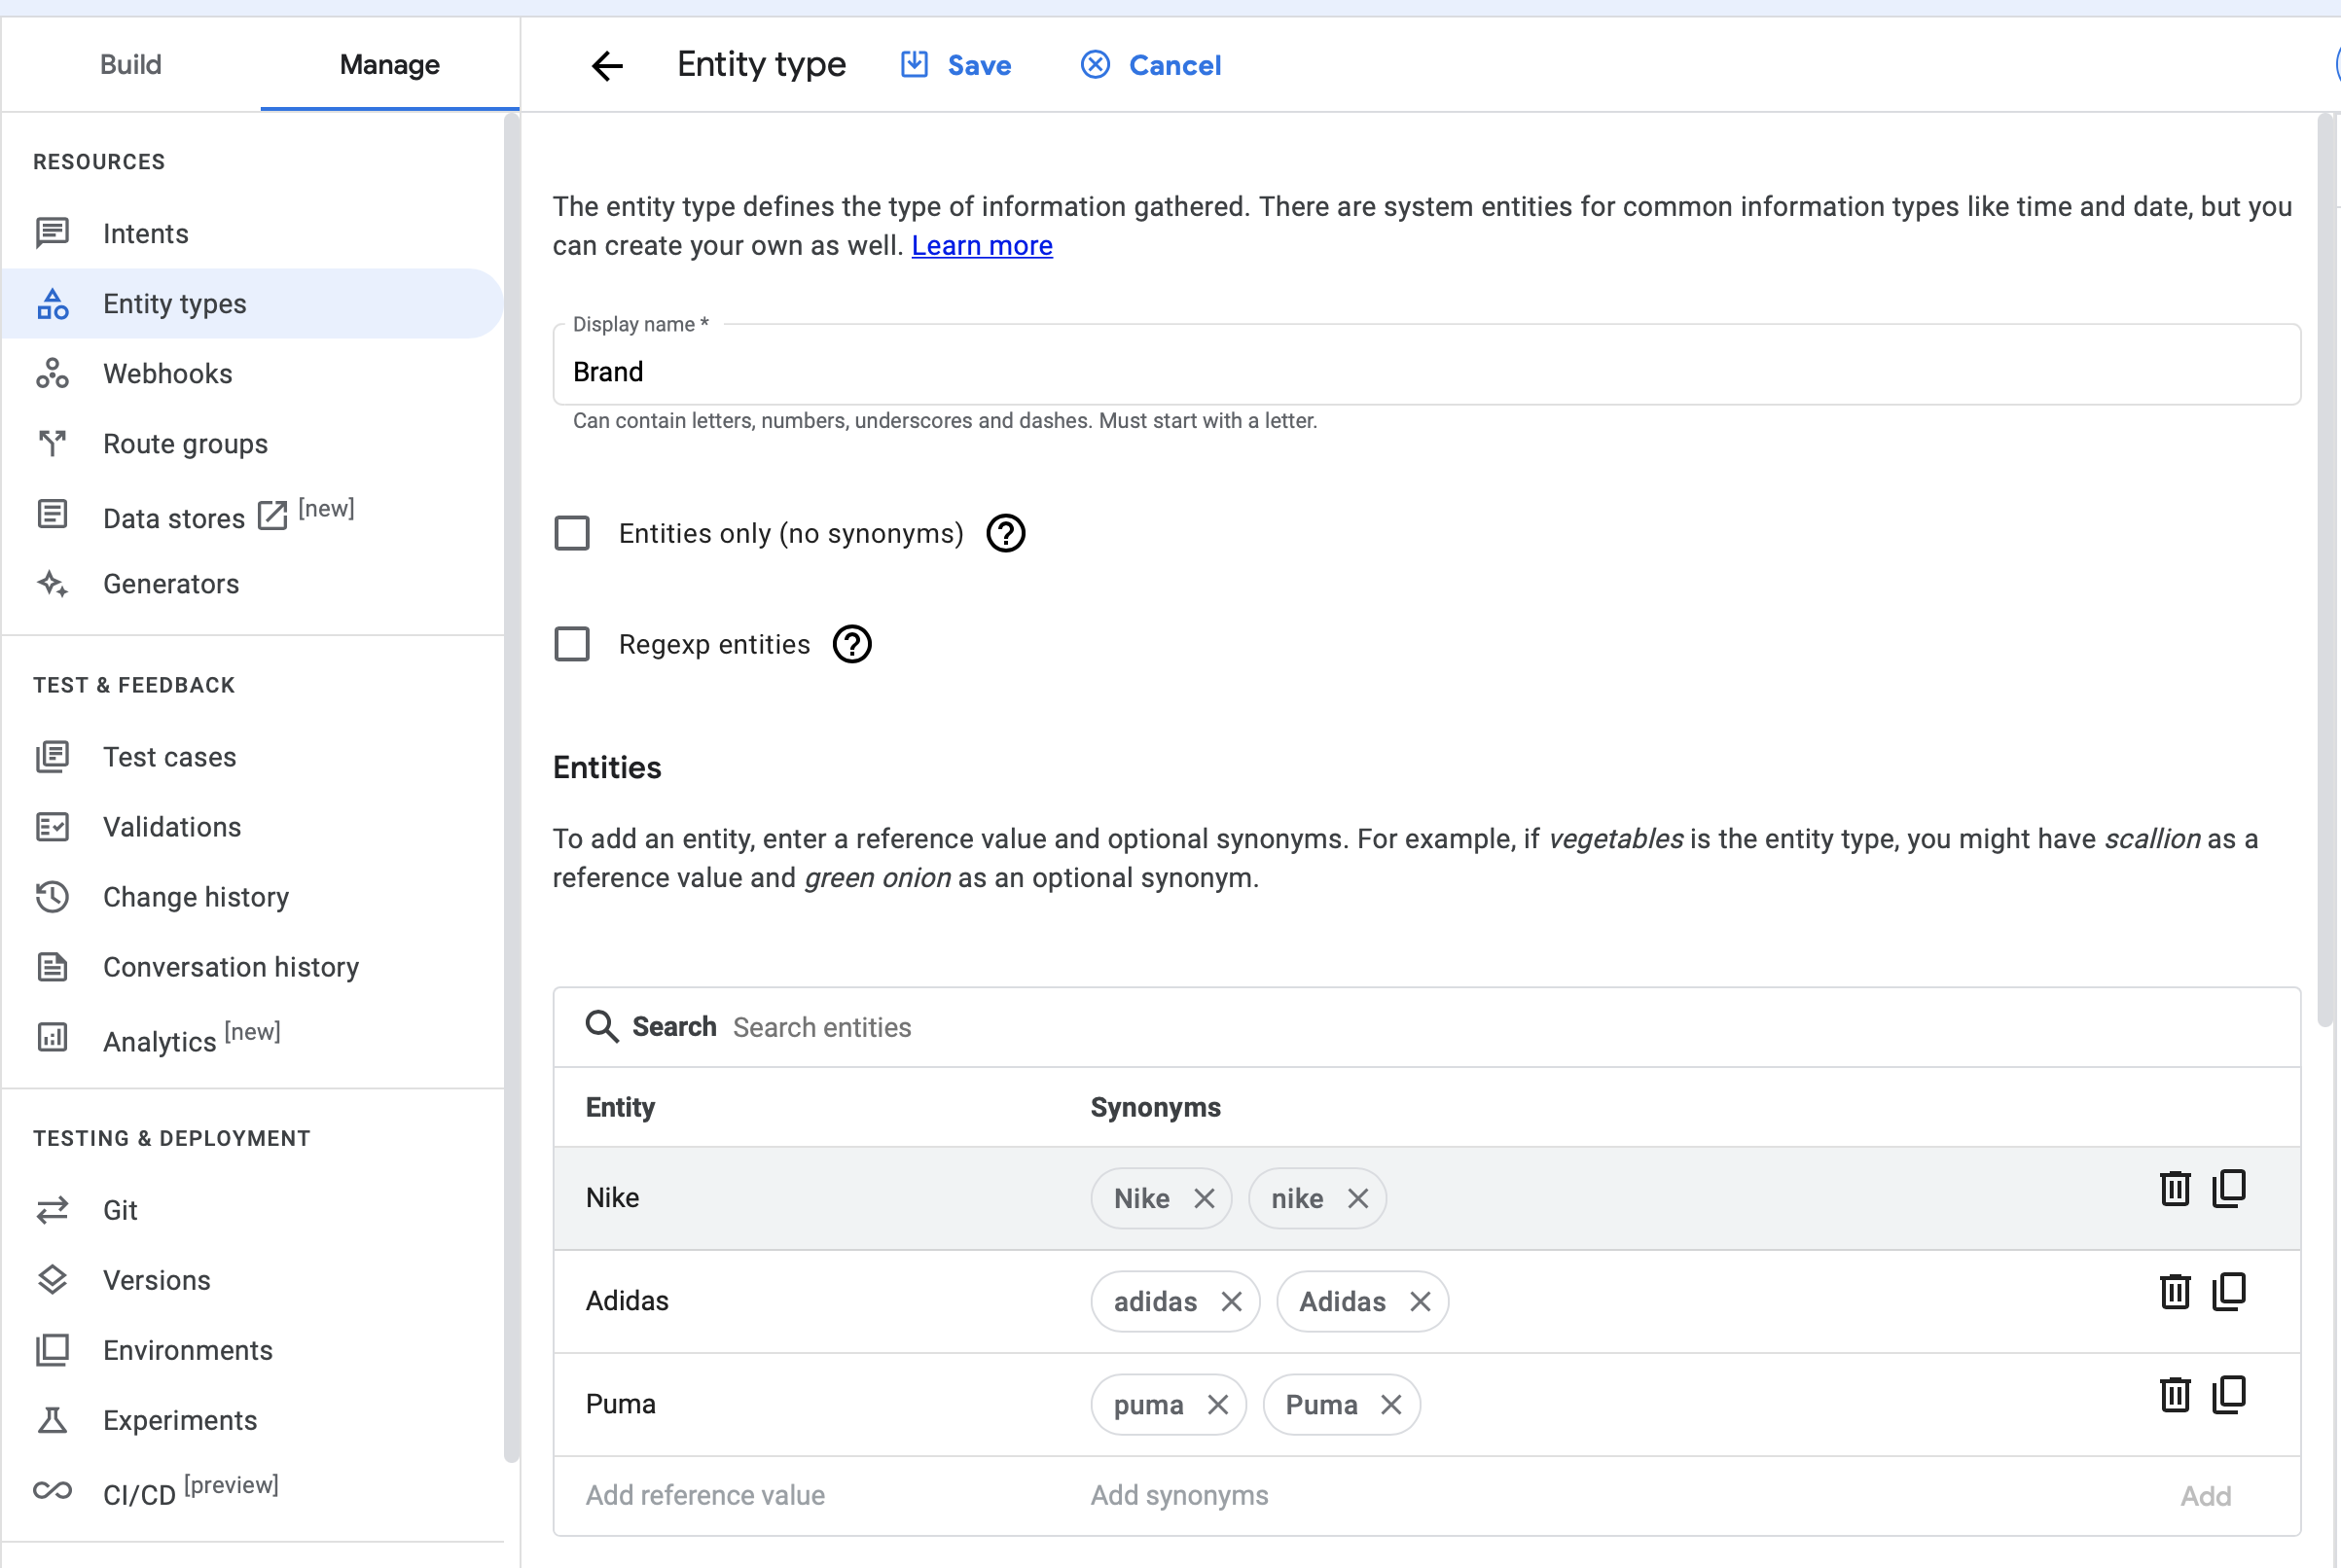 Build
Manage
Entity type
Save
Cancel
RESOURCES
Intents
Entity types
Webhooks
Route groups
Data stores [new]
Generators
TEST & FEEDBACK
Test cases
Validations
Change history
Conversation history
Analytics [new]
TESTING & DEPLOYMENT
Git
Versions
Environments
Experiments
CI/CD [preview]
The entity type defines the type of information gathered. There are system entities for common information types like time and date, but you
can create your own as well. Learn more
Display name *
Brand
Can contain letters, numbers, underscores and dashes. Must start with a letter.
Entities only (no synonyms)
Regexp entities
Entities
To add an entity, enter a reference value and optional synonyms. For example, if vegetables is the entity type, you might have scallion as a
reference value and green onion as an optional synonym.
Search Search entities
Entity Synonyms
Nike Nike nike
Adidas adidas Adidas
Puma puma Puma
Add reference value Add synonyms Add